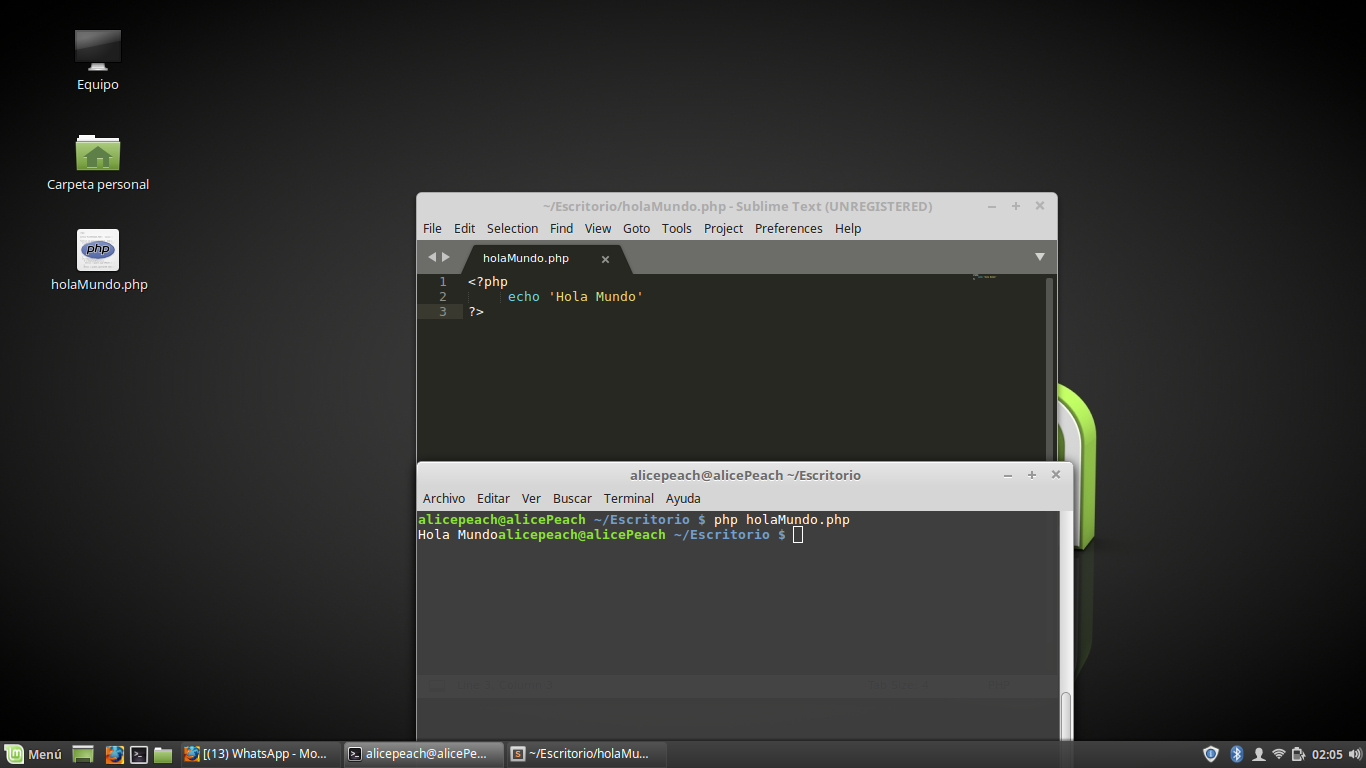 Equipo
Carpeta personal
php
holaMundo.php
~/Escritorio/holaMundo.php - Sublime Text (UNREGISTERED)
File Edit Selection Find View Goto Tools Project Preferences Help
holaMundo.php
1 <?php
2 echo 'Hola Mundo'
3 ?>
alicepeach@alicePeach ~/Escritorio
Archivo Editar Ver Buscar Terminal Ayuda
alicepeach@alicePeach ~/Escritorio $ php holaMundo.php
Hola Mundoalicepeach@alicePeach ~/Escritorio $
Menú [(13) WhatsApp - Mo... alicepeach@alicePe... ~/Escritorio/holaMu... 02:05